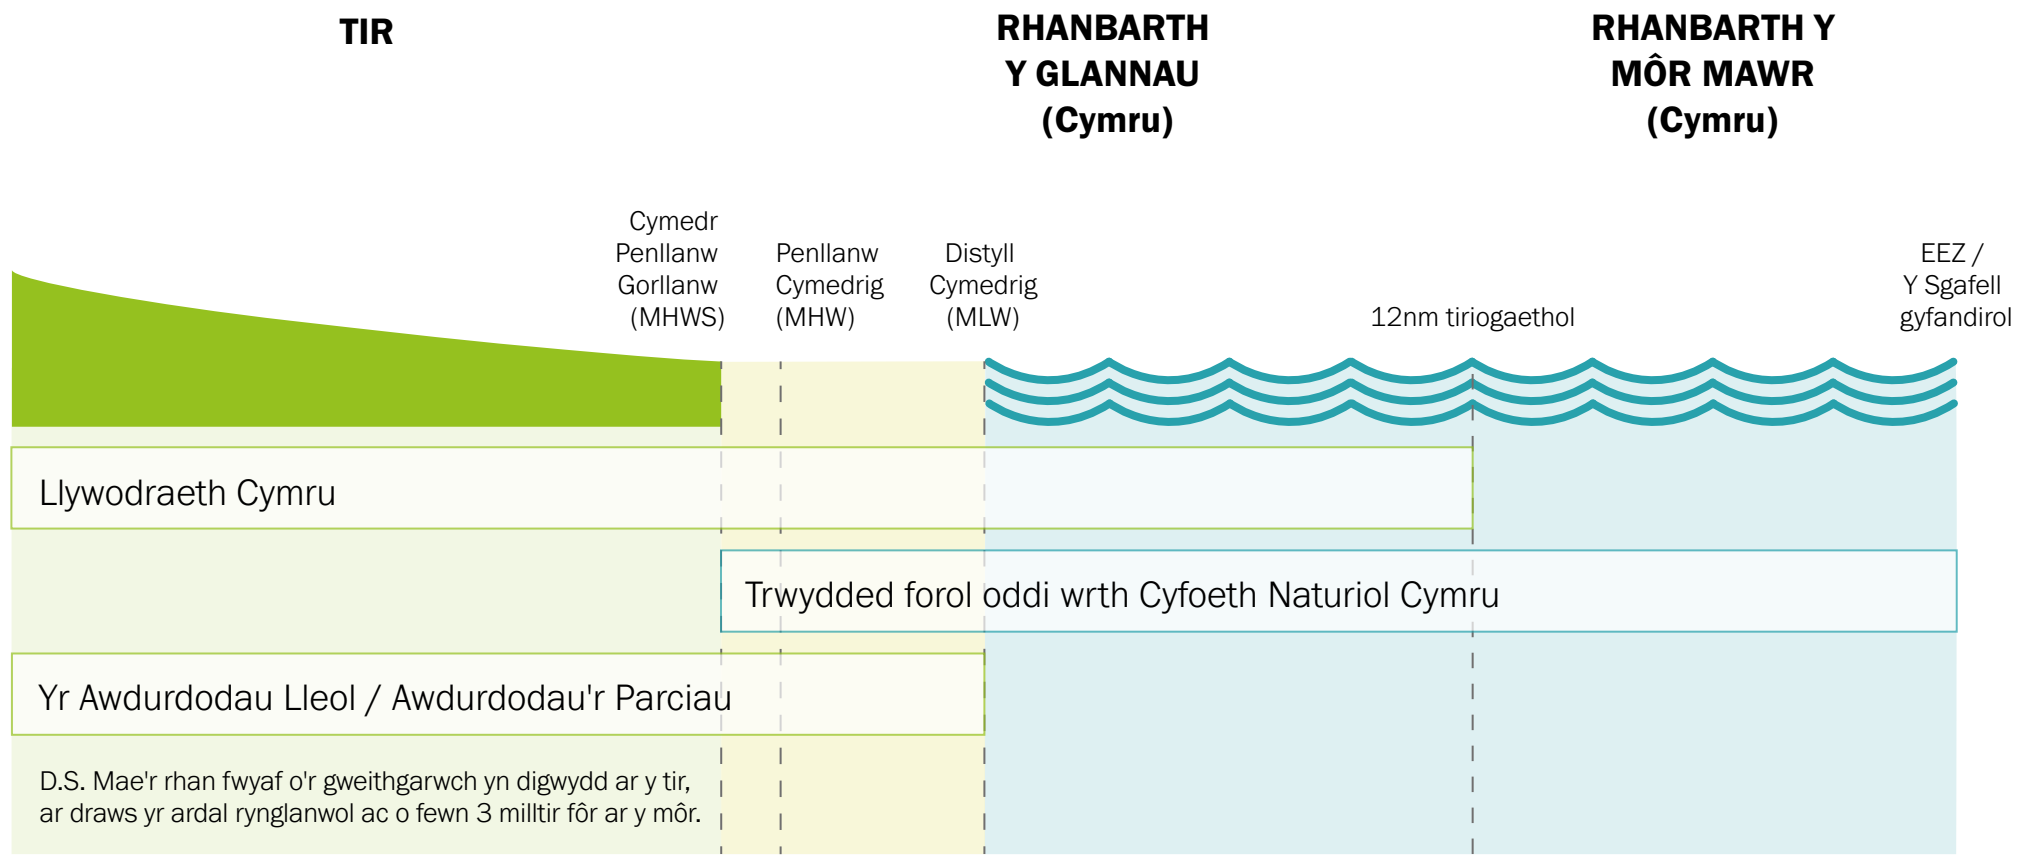 TIR
RHANBARTH
Y GLANNAU
(Cymru)
RHANBARTH Y
MÔR MAWR
(Cymru)
Cymedr
Penllanw
Gorllanw
(MHWS)
Penllanw
Cymedrig
(MHW)
Distyll
Cymedrig
(MLW)
12nm tiriogaethol
EEZ /
Y Sgafell
gyfandirol
Llywodraeth Cymru
Trwydded forol oddi wrth Cyfoeth Naturiol Cymru
Yr Awdurdodau Lleol / Awdurdodau'r Parciau
D.S. Mae'r rhan fwyaf o'r gweithgarwch yn digwydd ar y tir,
ar draws yr ardal rynglanwol ac o fewn 3 milltir fôr ar y môr.